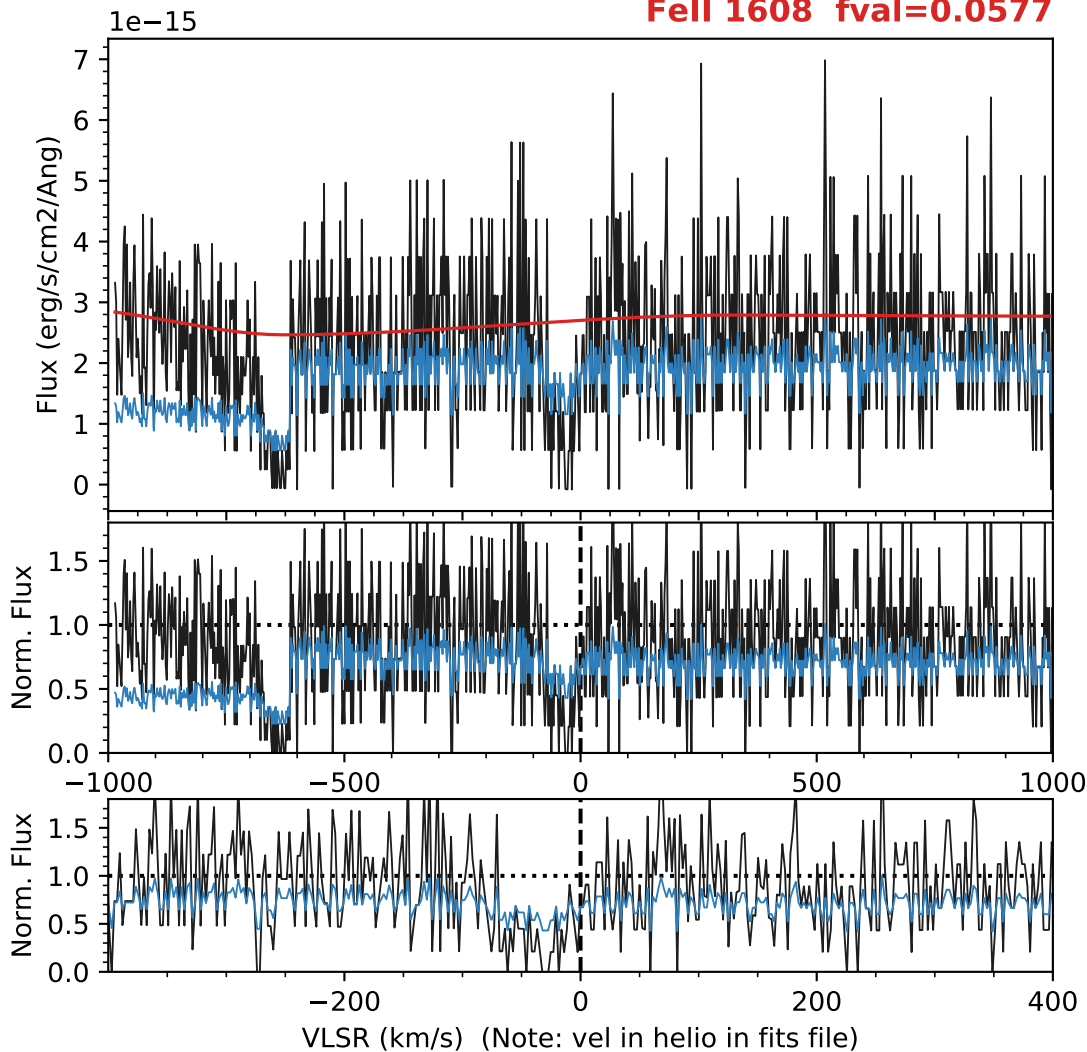 FeII 1608 fval=0.0577
1e−15
7
6
5
4
3
2
1
0
Flux (erg/s/cm2/Ang)
1.5
1.0
0.5
0.0
Norm. Flux
−1000 −500 0 500 1000
1.5
1.0
0.5
0.0
Norm. Flux
−200 0 200 400
VLSR (km/s) (Note: vel in helio in fits file)